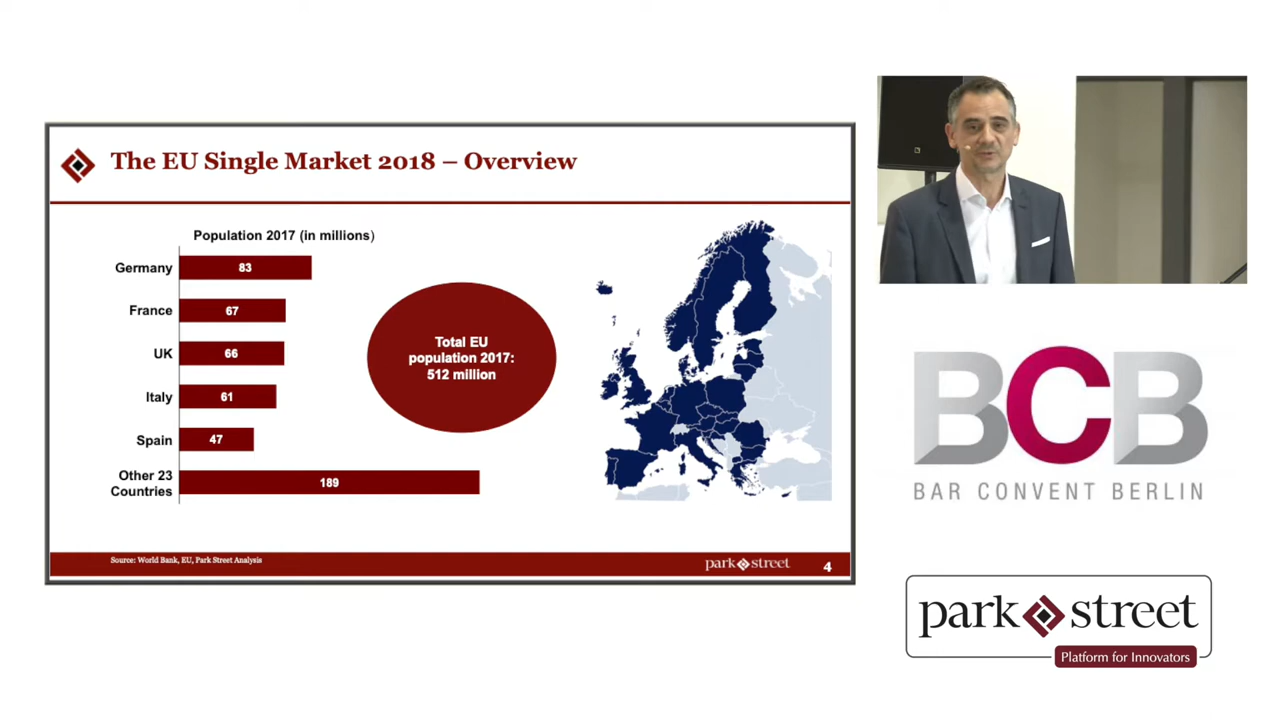 The EU Single Market 2018 – Overview
Population 2017 (in millions)
Germany 83
France 67
UK 66
Italy 61
Spain 47
Other 23
Countries 189
Total EU
population 2017:
512 million
Source: World Bank, EU, Park Street Analysis
park street
4
BCB
BAR CONVENT BERLIN
park street
Platform for Innovators